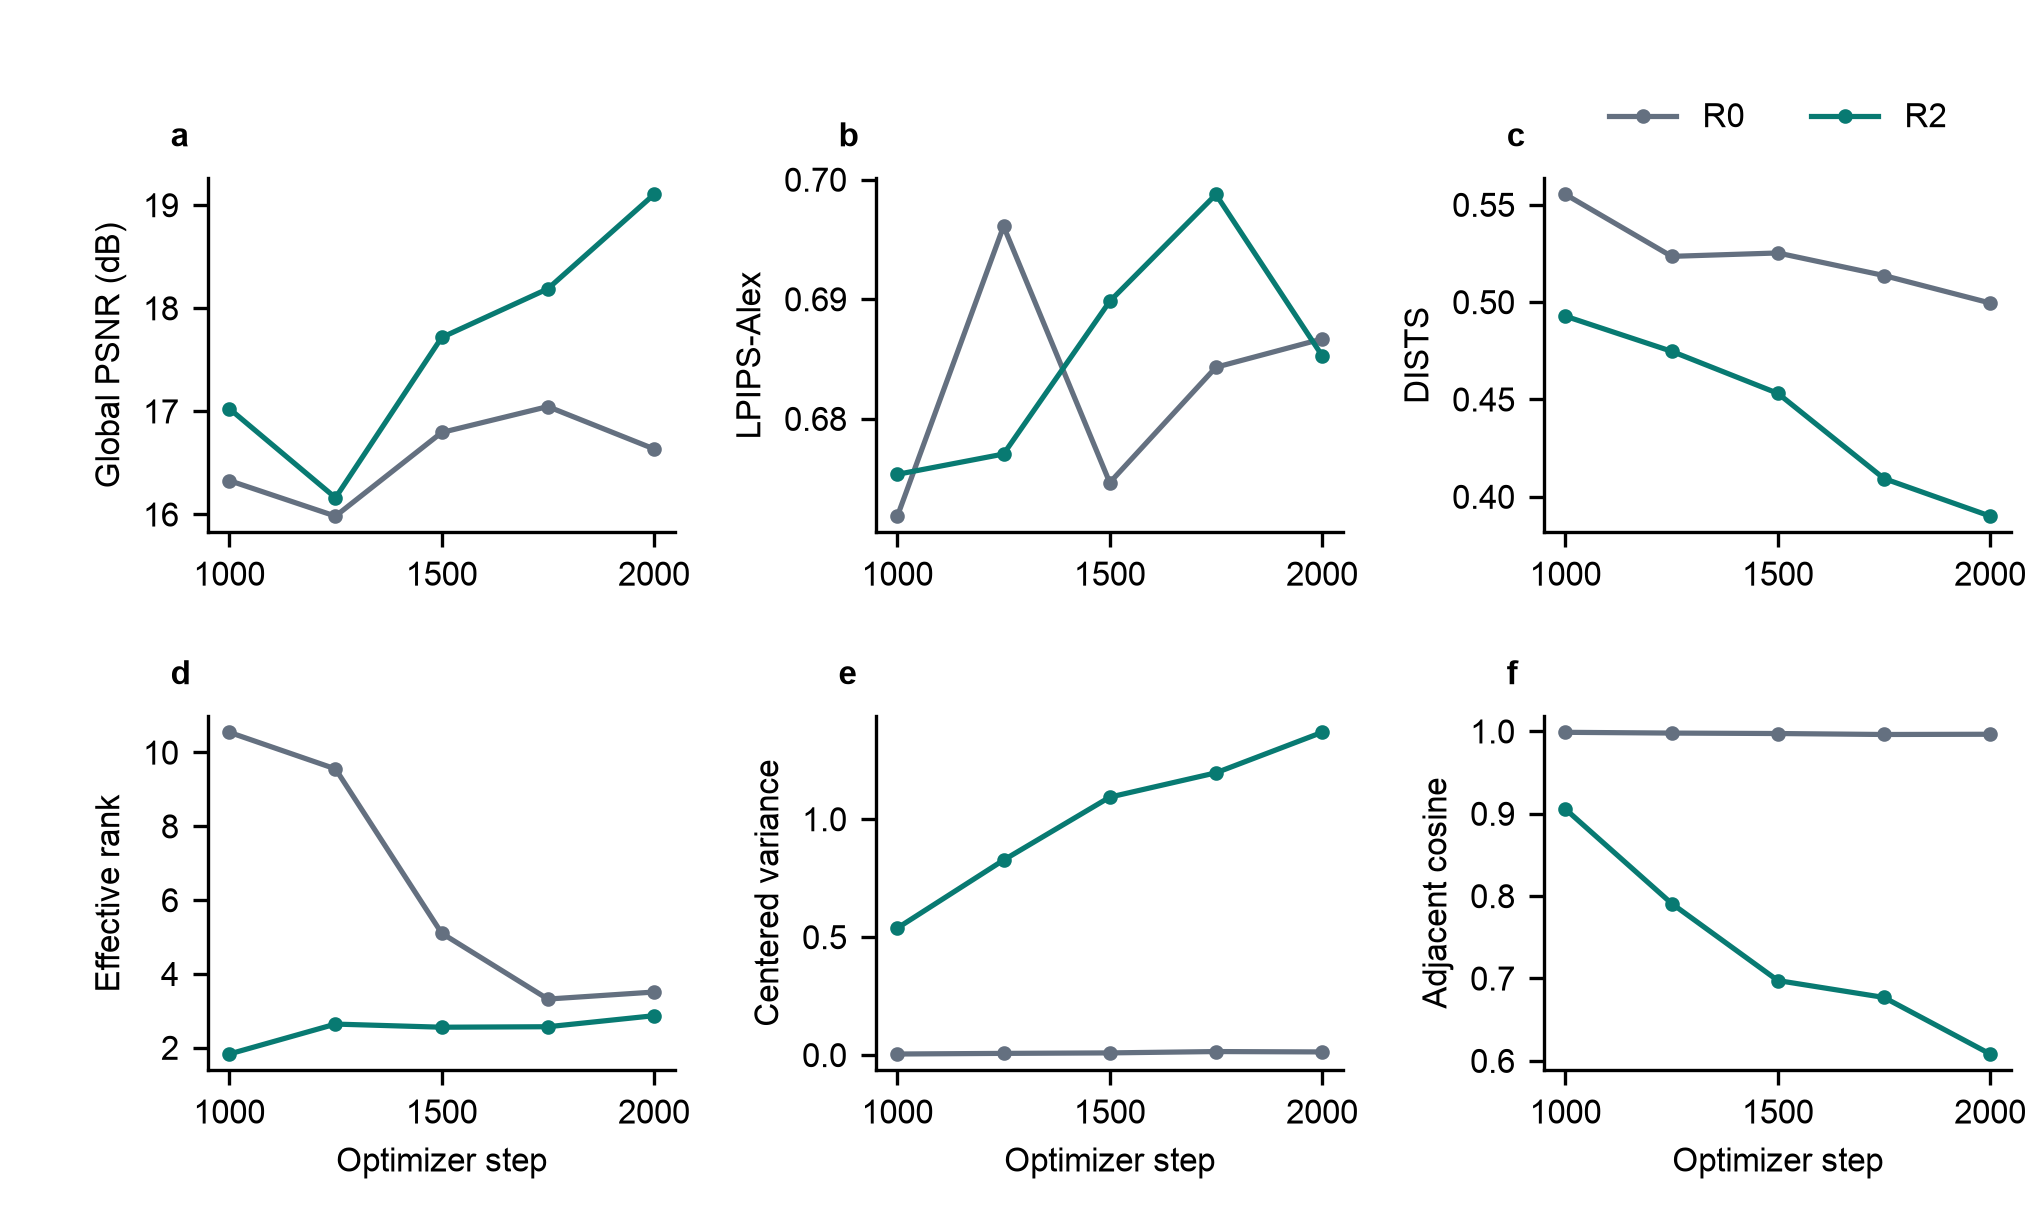 R0 R2
a
b
c
Global PSNR (dB)
19
18
17
16
1000 1500 2000
LPIPS-Alex
0.70
0.69
0.68
1000 1500 2000
DISTS
0.55
0.50
0.45
0.40
1000 1500 2000
d
e
f
Effective rank
10
8
6
4
2
1000 1500 2000
Optimizer step
Centered variance
1.0
0.5
0.0
1000 1500 2000
Optimizer step
Adjacent cosine
1.0
0.9
0.8
0.7
0.6
1000 1500 2000
Optimizer step